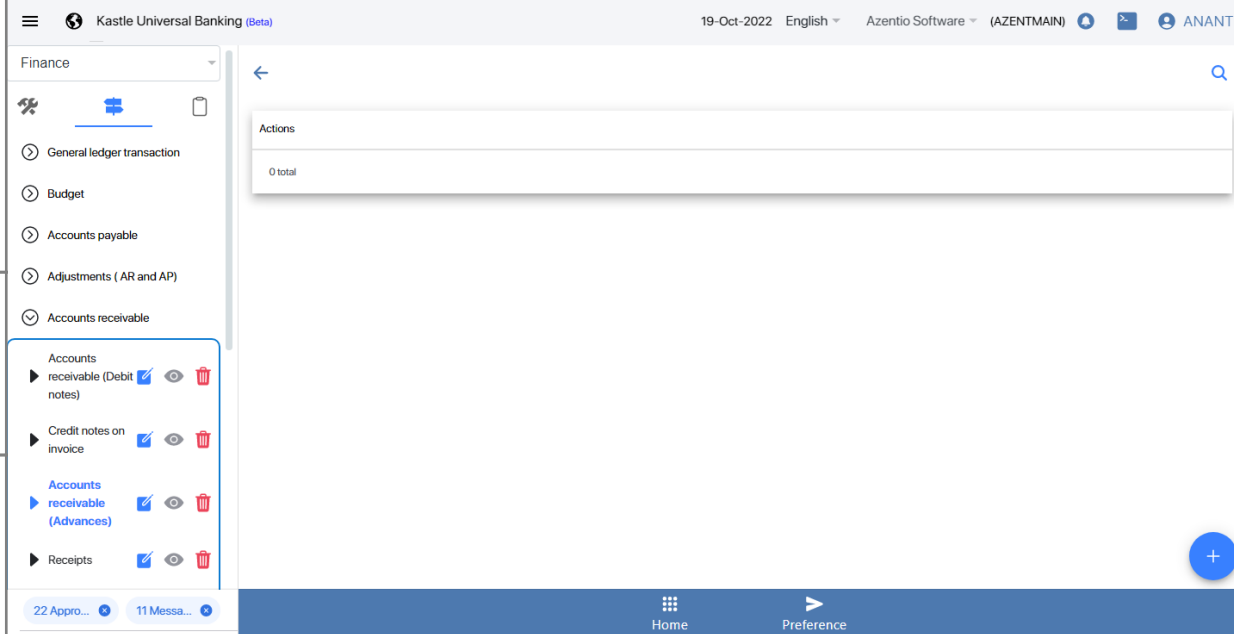 Kastle Universal Banking (Beta)
19-Oct-2022 English Azentio Software (AZENTMAIN) ANANT
Finance
General ledger transaction
Budget
Accounts payable
Adjustments ( AR and AP)
Accounts receivable
Accounts
receivable (Debit
notes)
Credit notes on
invoice
Accounts
receivable
(Advances)
Receipts
22 Appro...
11 Messa...
Actions
0 total
Home
Preference